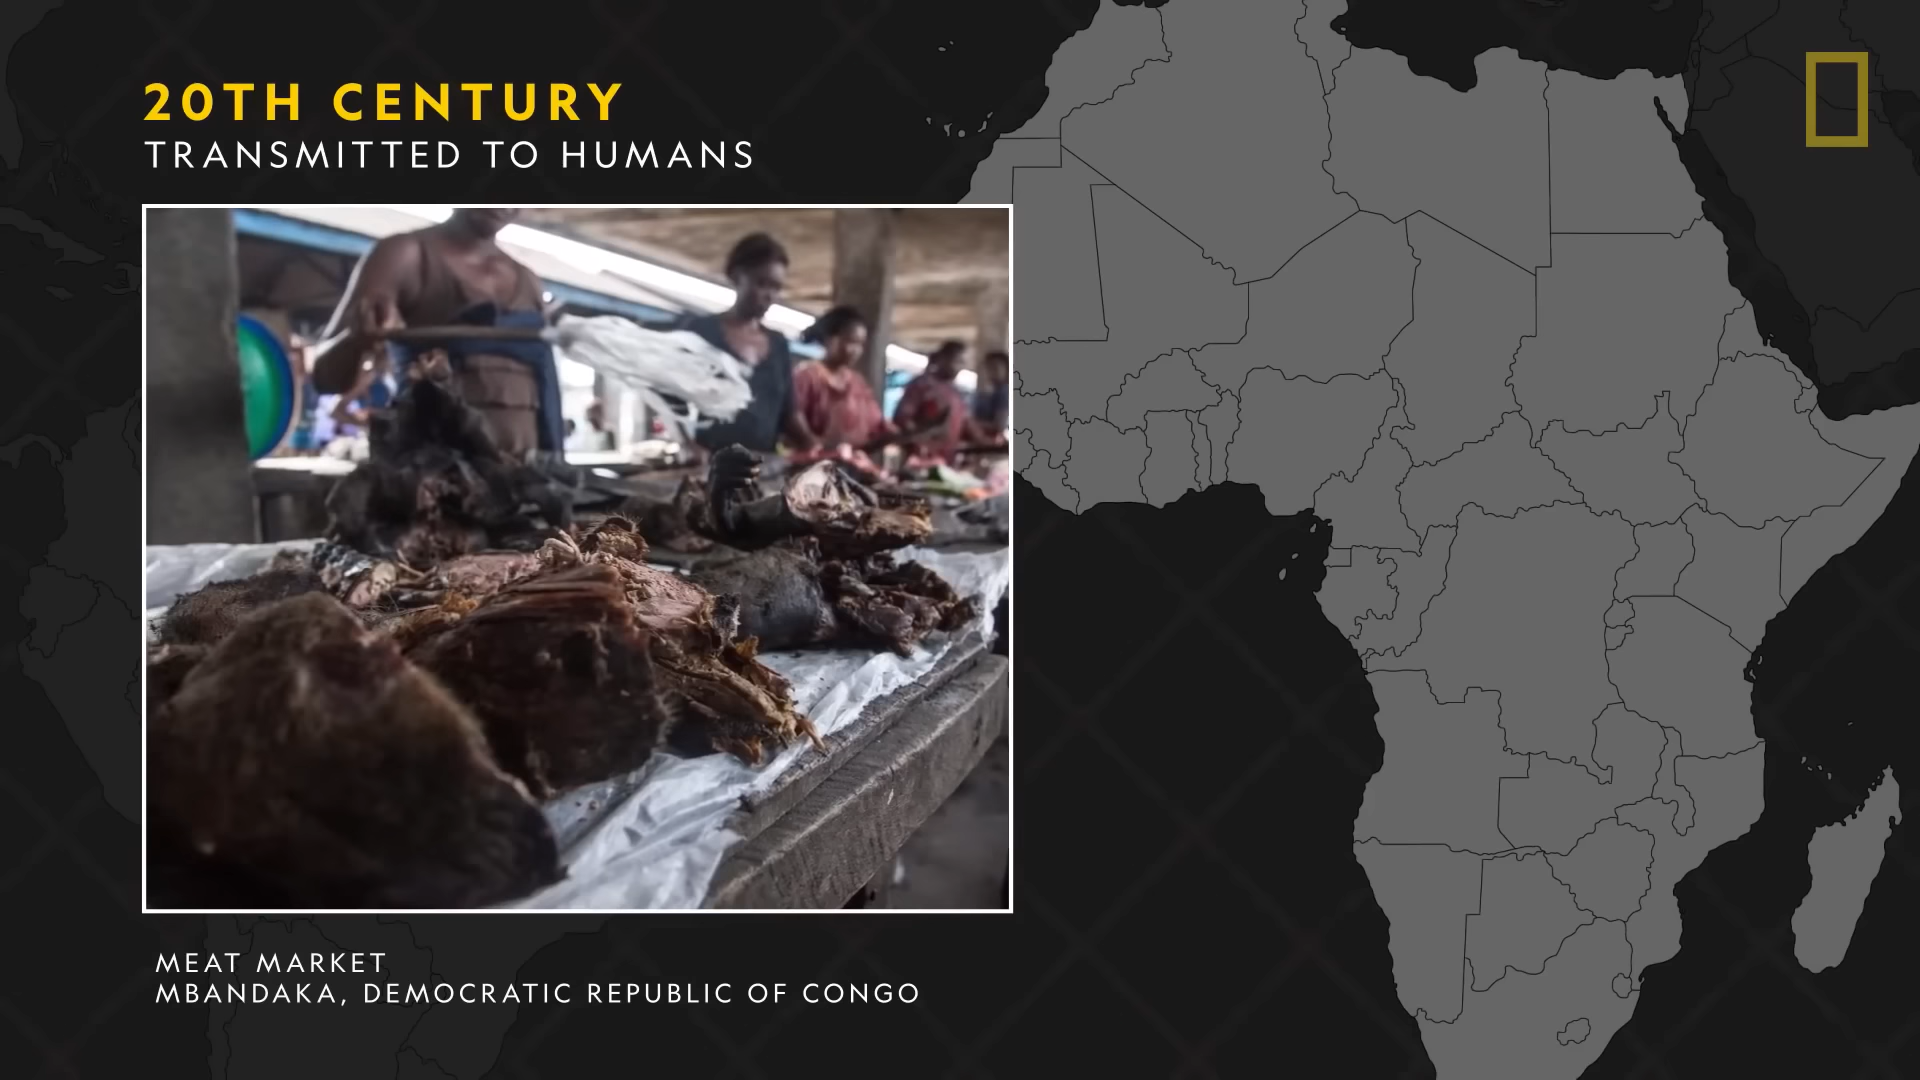 20TH CENTURY
TRANSMITTED TO HUMANS
MEAT MARKET
MBANDAKA, DEMOCRATIC REPUBLIC OF CONGO